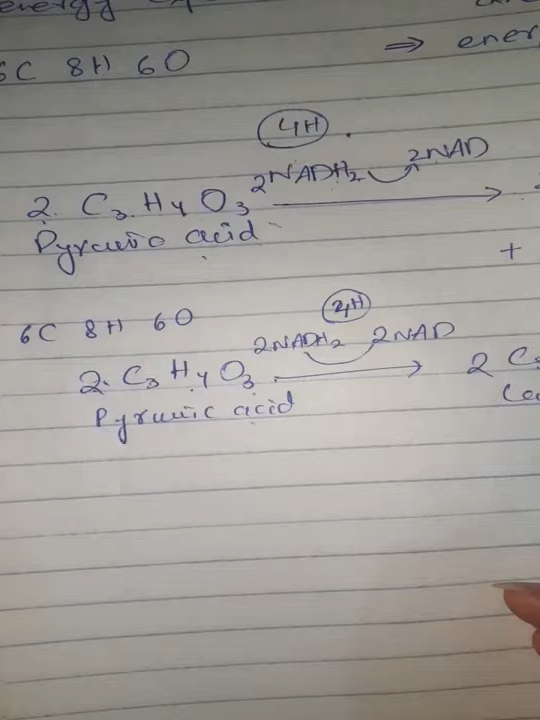 energy
6C 8H 6O ⇒ ener
4H .
2NADH₂ 2NAD
2. C₃ H₄ O₃ ⟶
Pyruvic acid
+
6C 8H 6O
4H
2NADH₂ 2NAD
2. C₃ H₄ O₃ ⟶ 2 C₃
Pyruvic acid